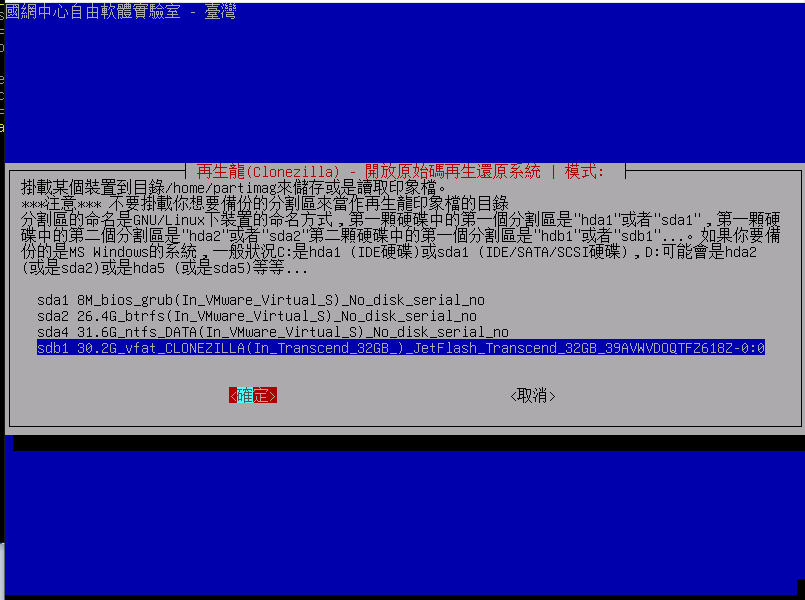 國網中心自由軟體實驗室 - 臺灣
再生龍(Clonezilla) - 開放原始碼再生還原系統 | 模式:
掛載某個裝置到目錄/home/partimag來儲存或是讀取印象檔。
***注意*** 不要掛載你想要備份的分割區來當作再生龍印象檔的目錄
分割區的命名是GNU/Linux下裝置的命名方式,第一顆硬碟中的第一個分割區是"hda1"或者"sda1",第一顆硬
碟中的第二個分割區是"hda2"或者"sda2"第二顆硬碟中的第一個分割區是"hdb1"或者"sdb1"...。如果你要備
份的是MS Windows的系統,一般狀況C:是hda1 (IDE硬碟)或sda1 (IDE/SATA/SCSI硬碟),D:可能會是hda2
(或是sda2)或是hda5 (或是sda5)等等...
sda1 8M_bios_grub(In_VMware_Virtual_S)_No_disk_serial_no
sda2 26.4G_btrfs(In_VMware_Virtual_S)_No_disk_serial_no
sda4 31.6G_ntfs_DATA(In_VMware_Virtual_S)_No_disk_serial_no
sdb1 30.2G_vfat_CLONEZILLA(In_Transcend_32GB_)_JetFlash_Transcend_32GB_39AVWVDOQTFZ618Z-0:0
<確定>
<取消>